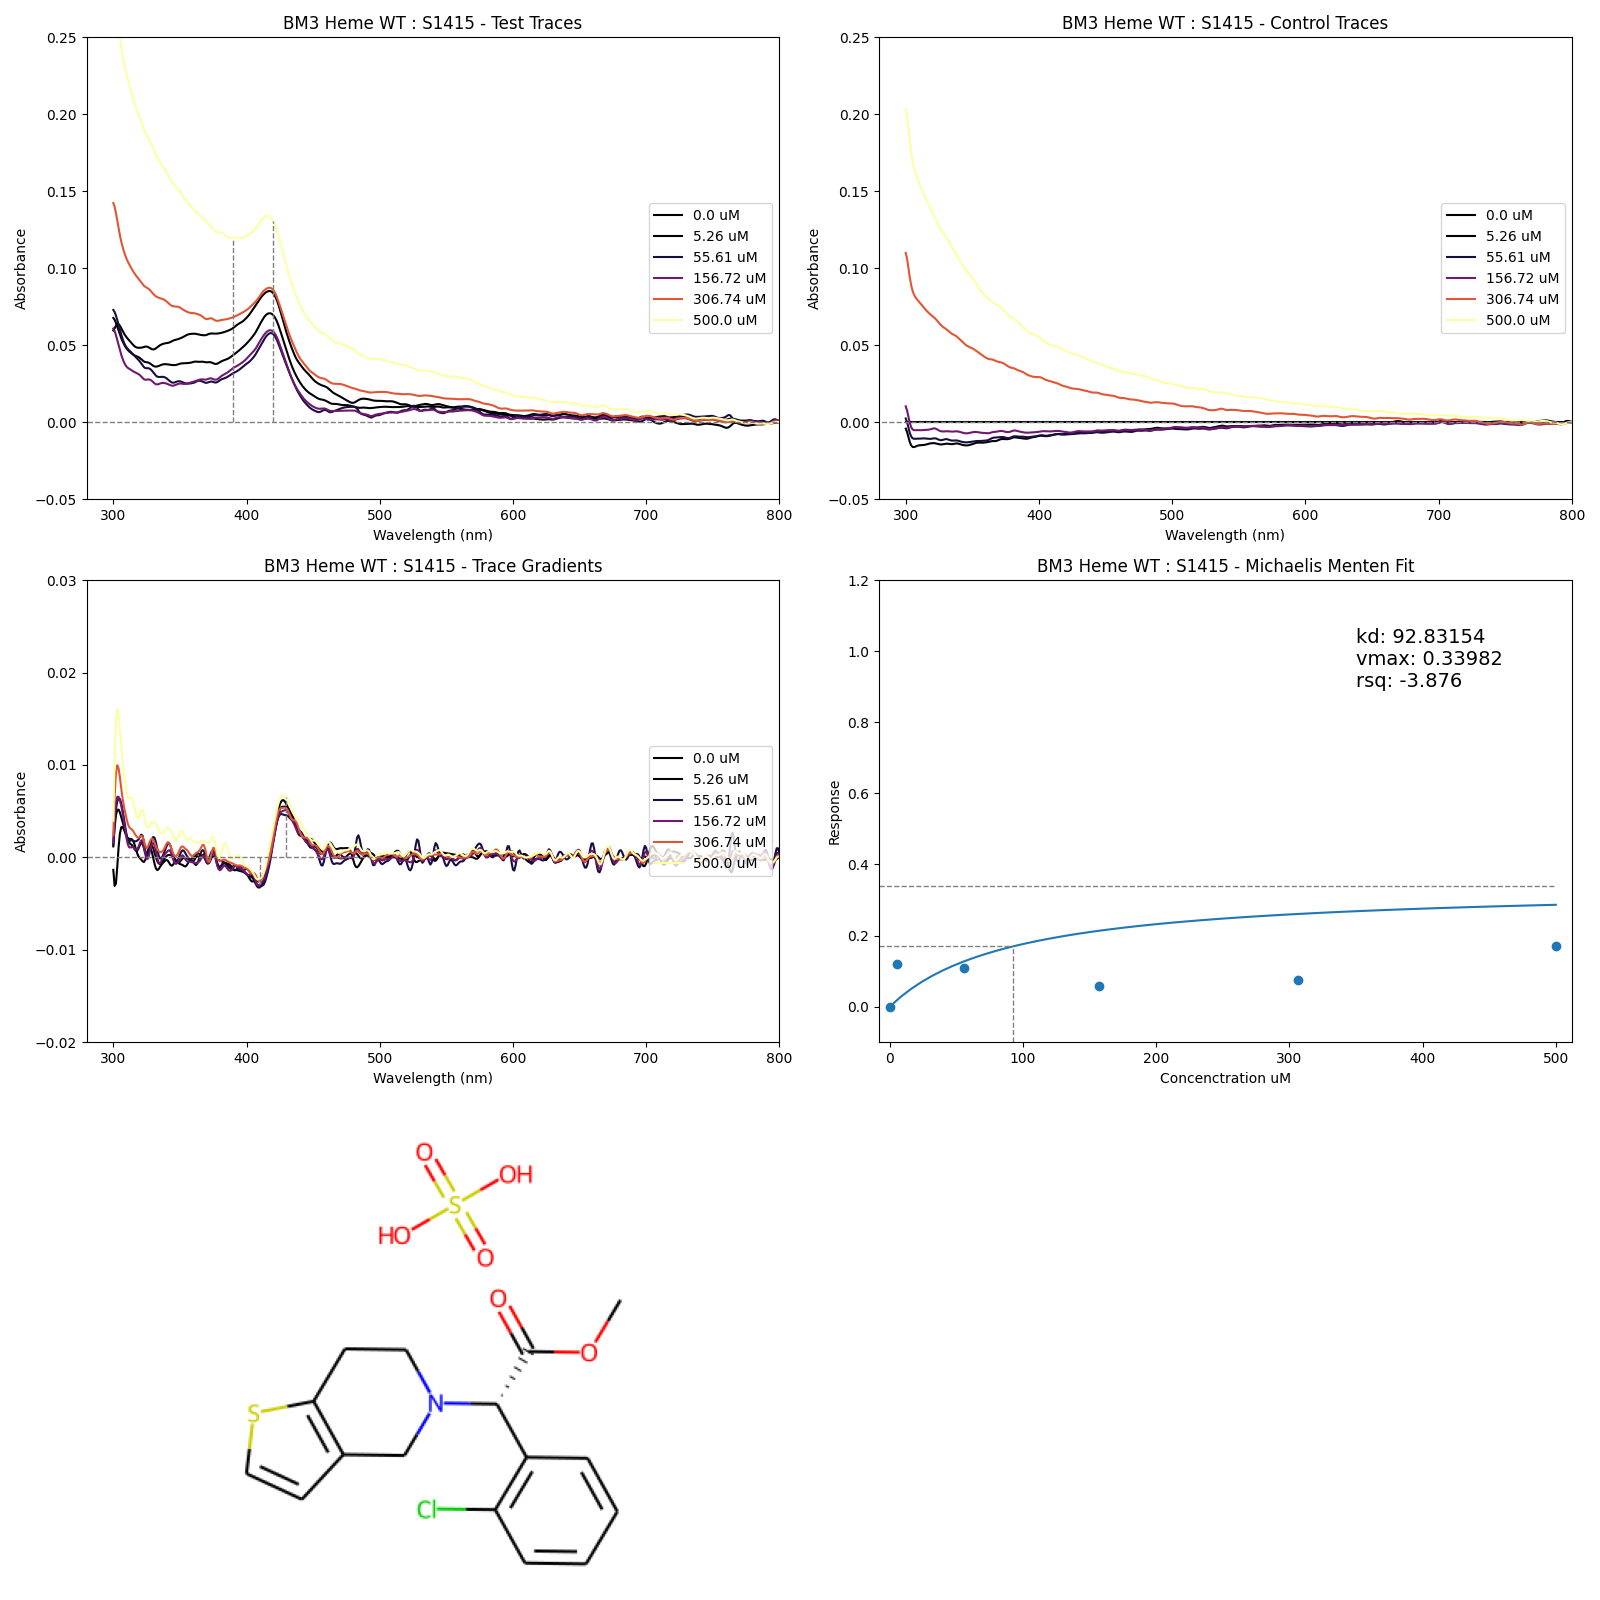 BM3 Heme WT : S1415 - Test Traces
Absorbance
0.25
0.20
0.15
0.10
0.05
0.00
−0.05
300
400
500
600
700
800
Wavelength (nm)
0.0 uM
5.26 uM
55.61 uM
156.72 uM
306.74 uM
500.0 uM
BM3 Heme WT : S1415 - Control Traces
Absorbance
0.25
0.20
0.15
0.10
0.05
0.00
−0.05
300
400
500
600
700
800
Wavelength (nm)
0.0 uM
5.26 uM
55.61 uM
156.72 uM
306.74 uM
500.0 uM
BM3 Heme WT : S1415 - Trace Gradients
Absorbance
0.03
0.02
0.01
0.00
−0.01
−0.02
300
400
500
600
700
800
Wavelength (nm)
0.0 uM
5.26 uM
55.61 uM
156.72 uM
306.74 uM
500.0 uM
BM3 Heme WT : S1415 - Michaelis Menten Fit
Response
1.2
1.0
0.8
0.6
0.4
0.2
0.0
0
100
200
300
400
500
Concenctration uM
kd: 92.83154
vmax: 0.33982
rsq: -3.876
O
OH
S
HO
O
O
O
N
S
Cl